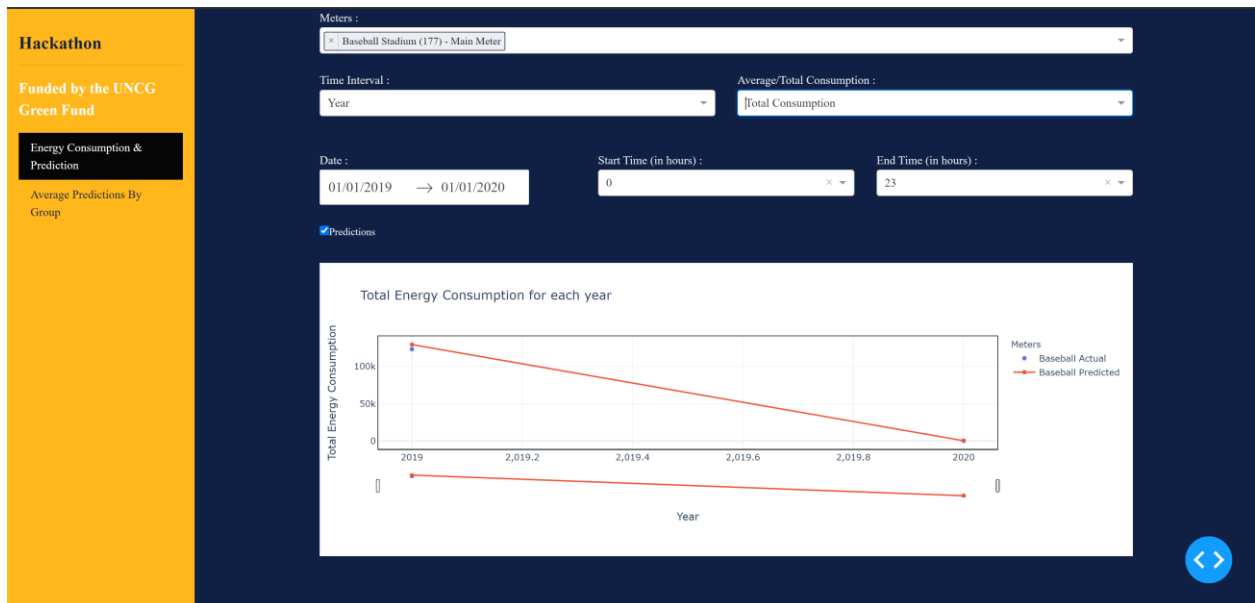 Hackathon
Funded by the UNCG
Green Fund
Energy Consumption &
Prediction
Average Predictions By
Group
Meters :
× Baseball Stadium (177) - Main Meter
Time Interval :
Year
Average/Total Consumption :
Total Consumption
Date :
01/01/2019 → 01/01/2020
Start Time (in hours) :
0 ×
End Time (in hours) :
23 ×
Predictions
Total Energy Consumption for each year
Total Energy Consumption
100k
50k
0
2019 2,019.2 2,019.4 2,019.6 2,019.8 2020
Year
Meters
Baseball Actual
Baseball Predicted